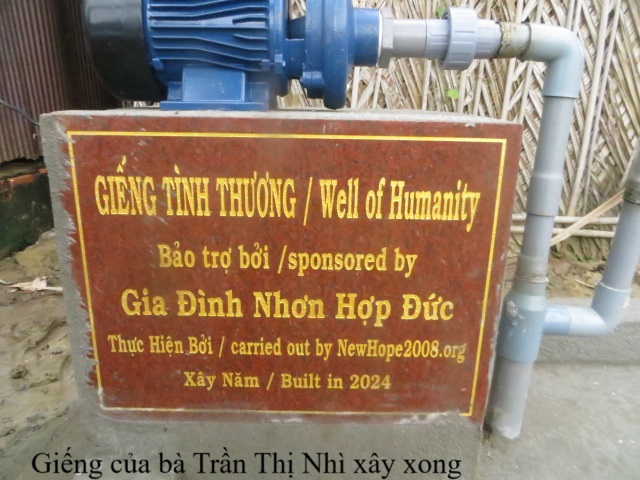 GIẾNG TÌNH THƯƠNG / Well of Humanity
Bảo trợ bởi /sponsored by
Gia Đình Nhơn Hợp Đức
Thực Hiện Bởi / carried out by NewHope2008.org
Xây Năm / Built in 2024
Giếng của bà Trần Thị Nhì xây xong